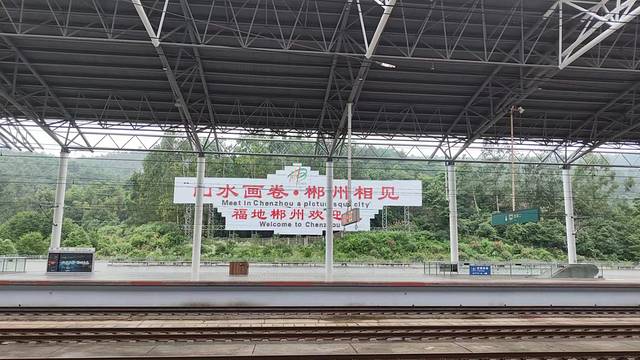 山水画卷·郴州相见
Meet in Chenzhou a picturesque city
福地郴州欢迎
Welcome to Chenzhou